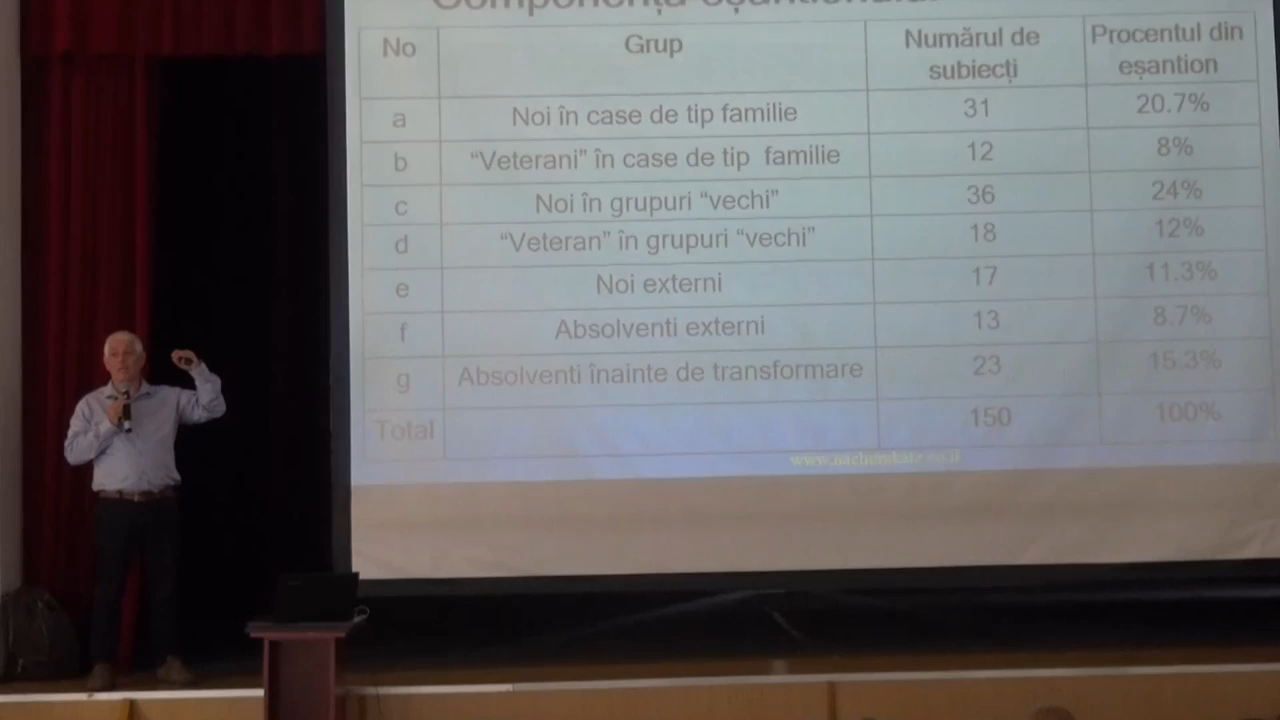 Componența eșantionului
No Grup Numărul de subiecți Procentul din eșantion
a Noi în case de tip familie 31 20.7%
b “Veterani” în case de tip familie 12 8%
c Noi în grupuri “vechi” 36 24%
d “Veteran” în grupuri “vechi” 18 12%
e Noi externi 17 11.3%
f Absolventi externi 13 8.7%
g Absolventi înainte de transformare 23 15.3%
Total 150 100%